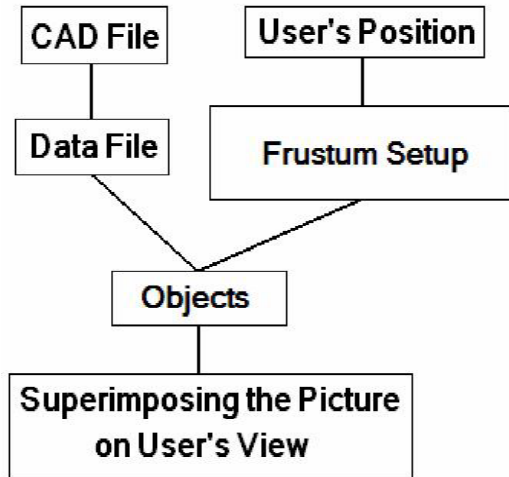 CAD File
User's Position
Data File
Frustum Setup
Objects
Superimposing the Picture
on User's View